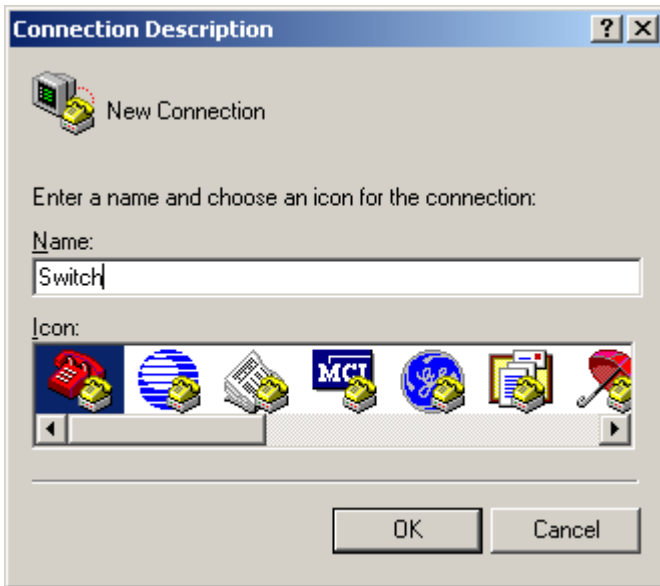 Connection Description
New Connection
Enter a name and choose an icon for the connection:
Name:
Switch
Icon:
MCI
OK Cancel